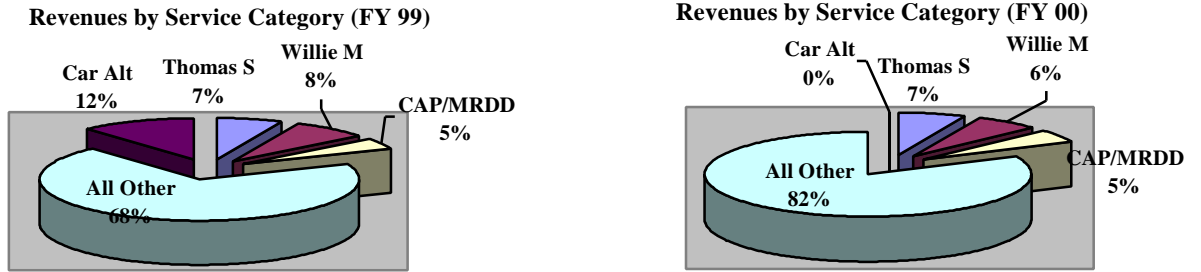 Revenues by Service Category (FY 99)
Car Alt
12%
Thomas S
7%
Willie M
8%
CAP/MRDD
5%
All Other
68%
Revenues by Service Category (FY 00)
Car Alt
0%
Thomas S
7%
Willie M
6%
CAP/MRDD
5%
All Other
82%